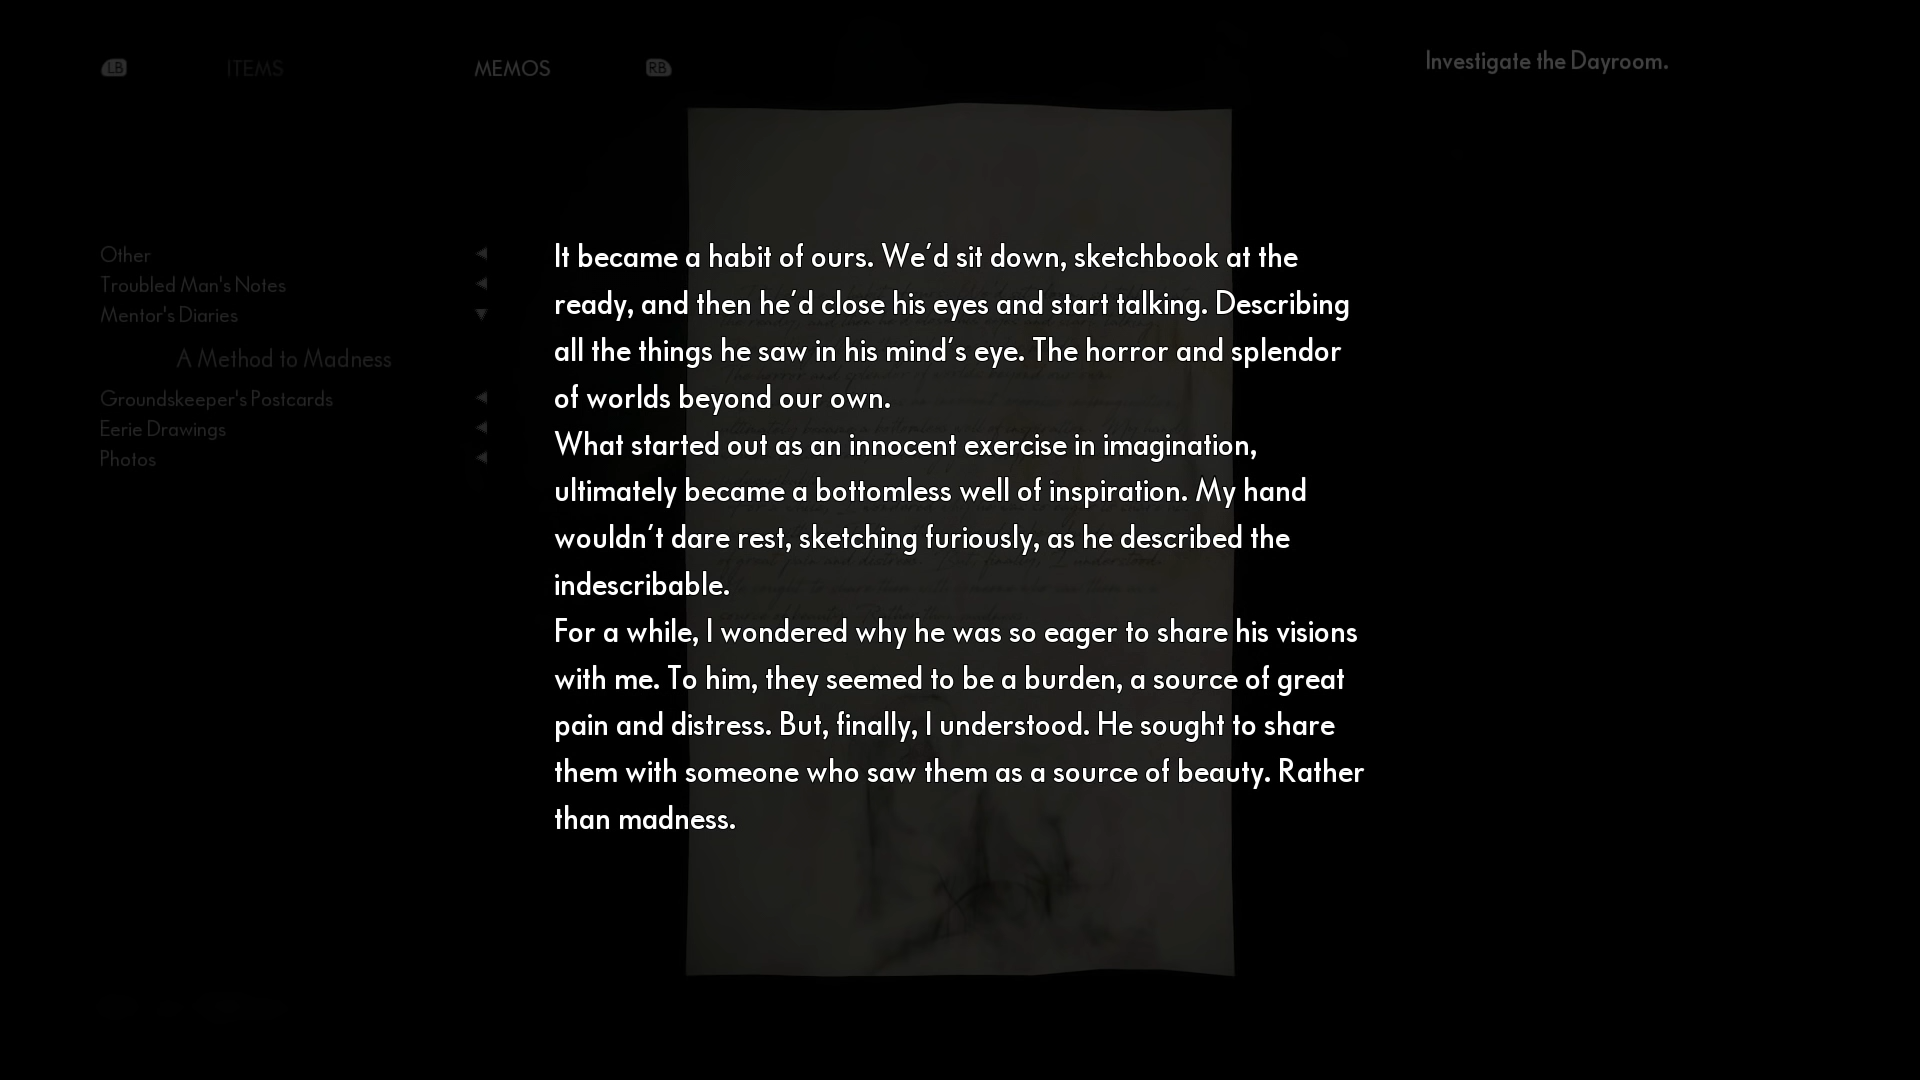 LB
ITEMS
MEMOS
RB
Investigate the Dayroom.
Other
Troubled Man's Notes
Mentor's Diaries
A Method to Madness
Groundskeeper's Postcards
Eerie Drawings
Photos
It became a habit of ours. We'd sit down, sketchbook at the
ready, and then he'd close his eyes and start talking. Describing
all the things he saw in his mind's eye. The horror and splendor
of worlds beyond our own.
What started out as an innocent exercise in imagination,
ultimately became a bottomless well of inspiration. My hand
wouldn't dare rest, sketching furiously, as he described the
indescribable.
For a while, I wondered why he was so eager to share his visions
with me. To him, they seemed to be a burden, a source of great
pain and distress. But, finally, I understood. He sought to share
them with someone who saw them as a source of beauty. Rather
than madness.